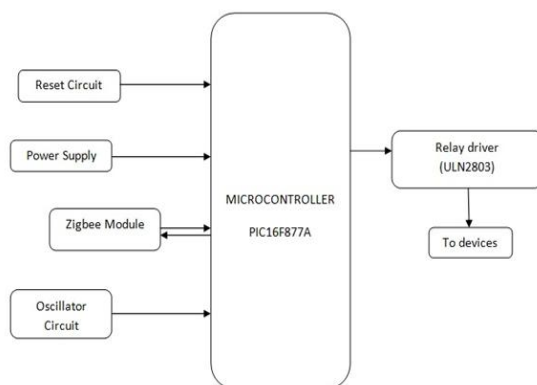 Reset Circuit
Power Supply
Zigbee Module
Oscillator
Circuit
MICROCONTROLLER
PIC16F877A
Relay driver
(ULN2803)
To devices